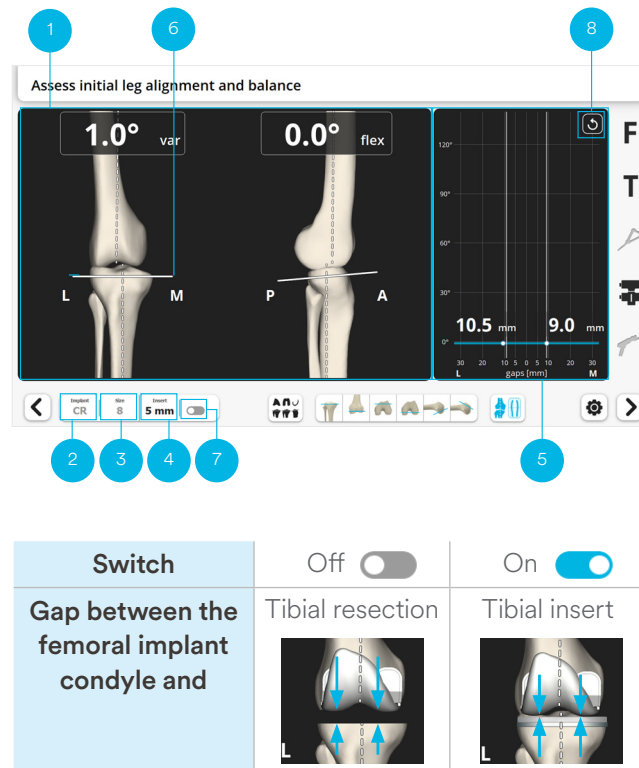 1
6
8
Assess initial leg alignment and balance
1.0° var
0.0° flex
F
T
120°
90°
60°
30°
0°
L
M
P
A
10.5 mm
9.0 mm
30 20 10 5 0 5 10 20 30
L gaps [mm] M
Implant
CR
Size
8
Insert
5 mm
2
3
4
7
5
Switch
Off
On
Gap between the
femoral implant
condyle and
Tibial resection
Tibial insert
L
L